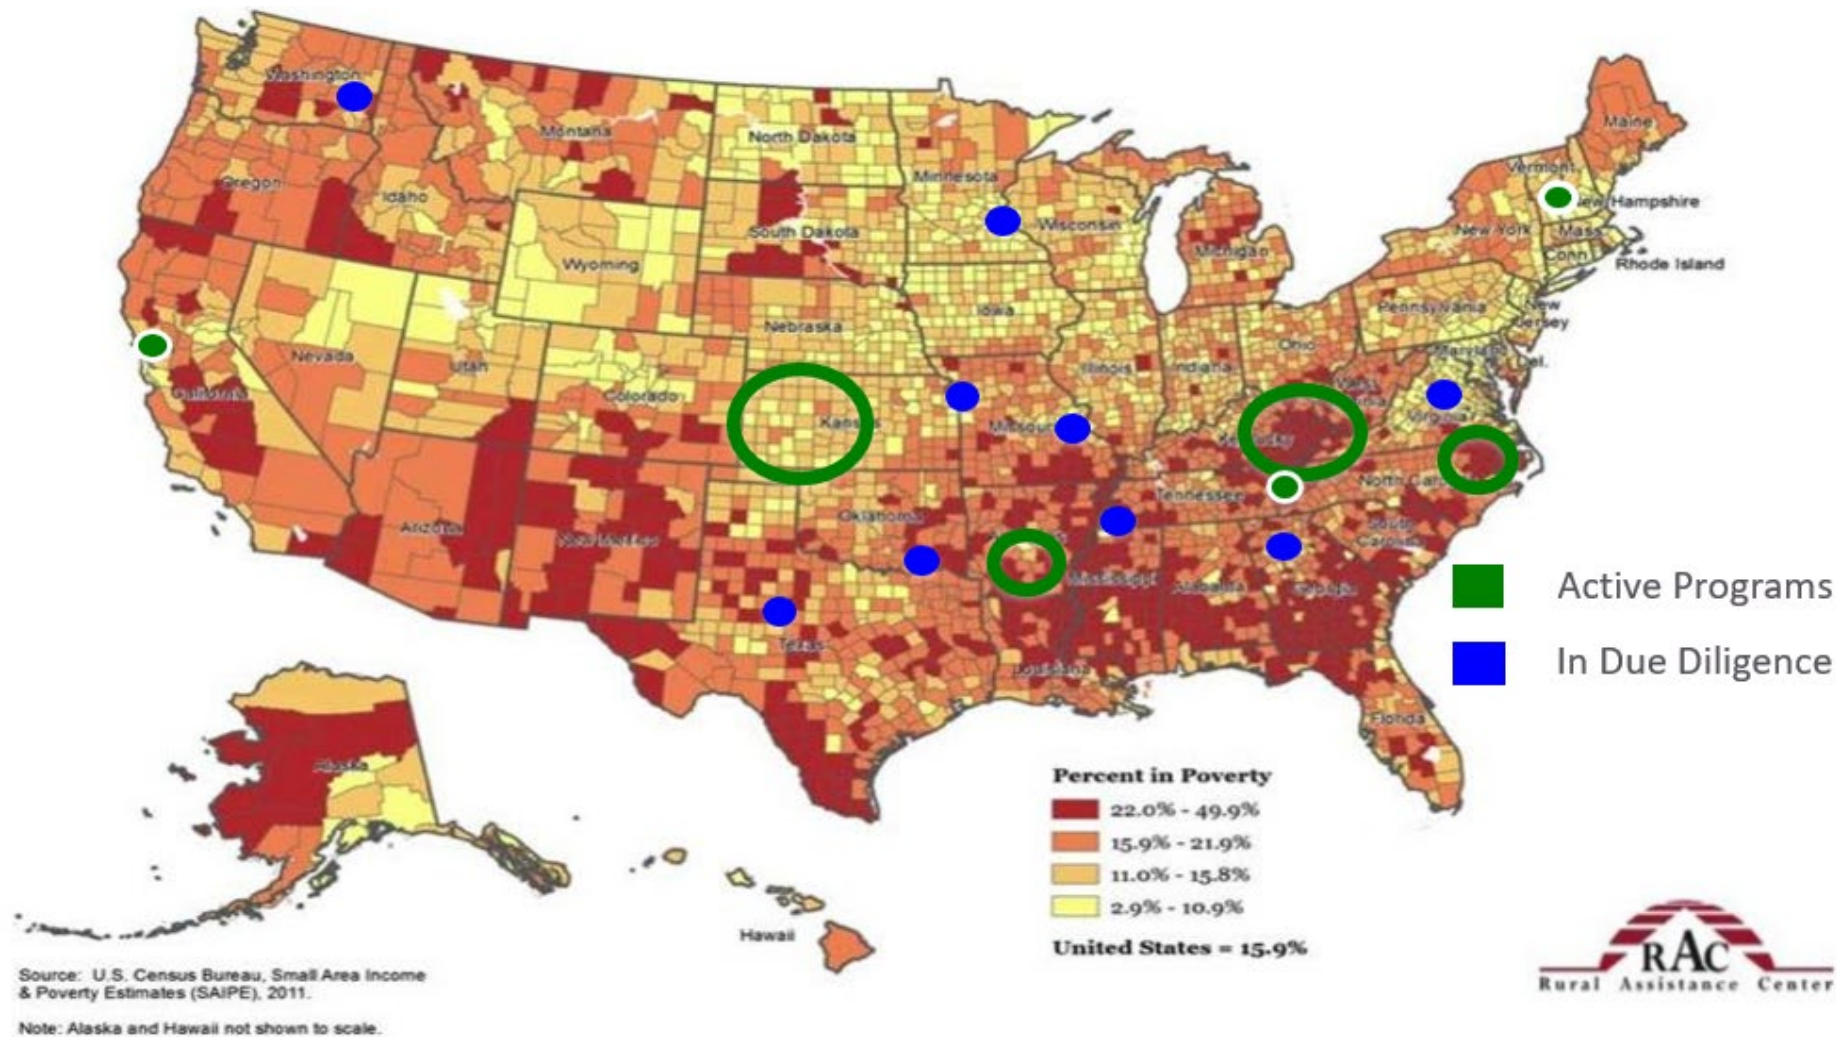 Washington
Montana
North Dakota
Minnesota
Maine
Vermont
Oregon
Idaho
South Dakota
Wisconsin
Michigan
New York
ew Hampshire
Mass
Conn
Rhode Island
Wyoming
Iowa
Nebraska
Pennsylvania
New
Jersey
Nevada
Utah
Colorado
Kansas
Illinois
Indiana
Ohio
Maryland
Del.
West
Virginia
California
Missouri
Kentucky
Virginia
Tennessee
North Car
Arizona
New Mexico
Oklahoma
South
Carolina
Mississippi
Alabama
Georgia
Texas
Louisiana
Florida
Alaska
Hawaii
Active Programs
In Due Diligence
Percent in Poverty
22.0% - 49.9%
15.9% - 21.9%
11.0% - 15.8%
2.9% - 10.9%
United States = 15.9%
RAC
Rural Assistance Center
Source: U.S. Census Bureau, Small Area Income
& Poverty Estimates (SAIPE), 2011.
Note: Alaska and Hawaii not shown to scale.